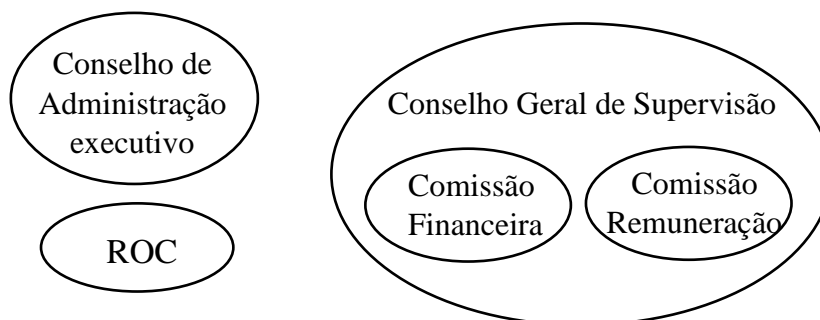 Conselho de
Administração
executivo
ROC
Conselho Geral de Supervisão
Comissão
Financeira
Comissão
Remuneração